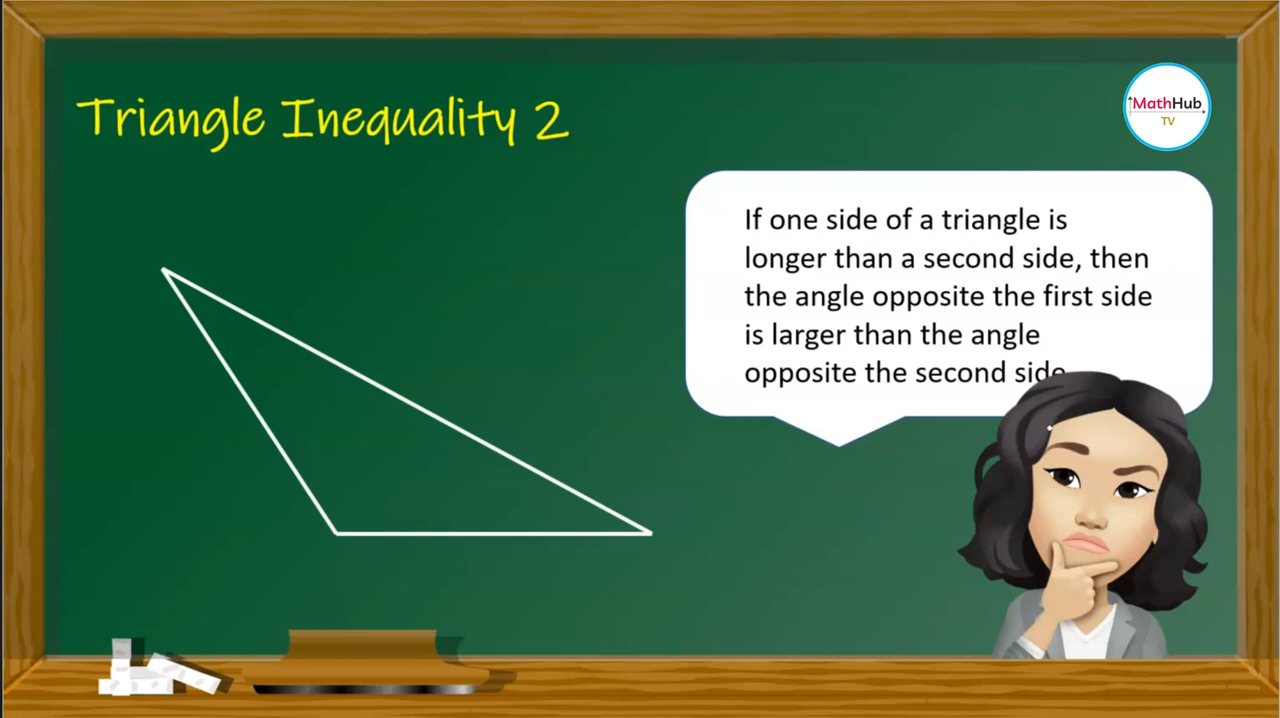 Triangle Inequality 2
MathHub
TV
If one side of a triangle is
longer than a second side, then
the angle opposite the first side
is larger than the angle
opposite the second side